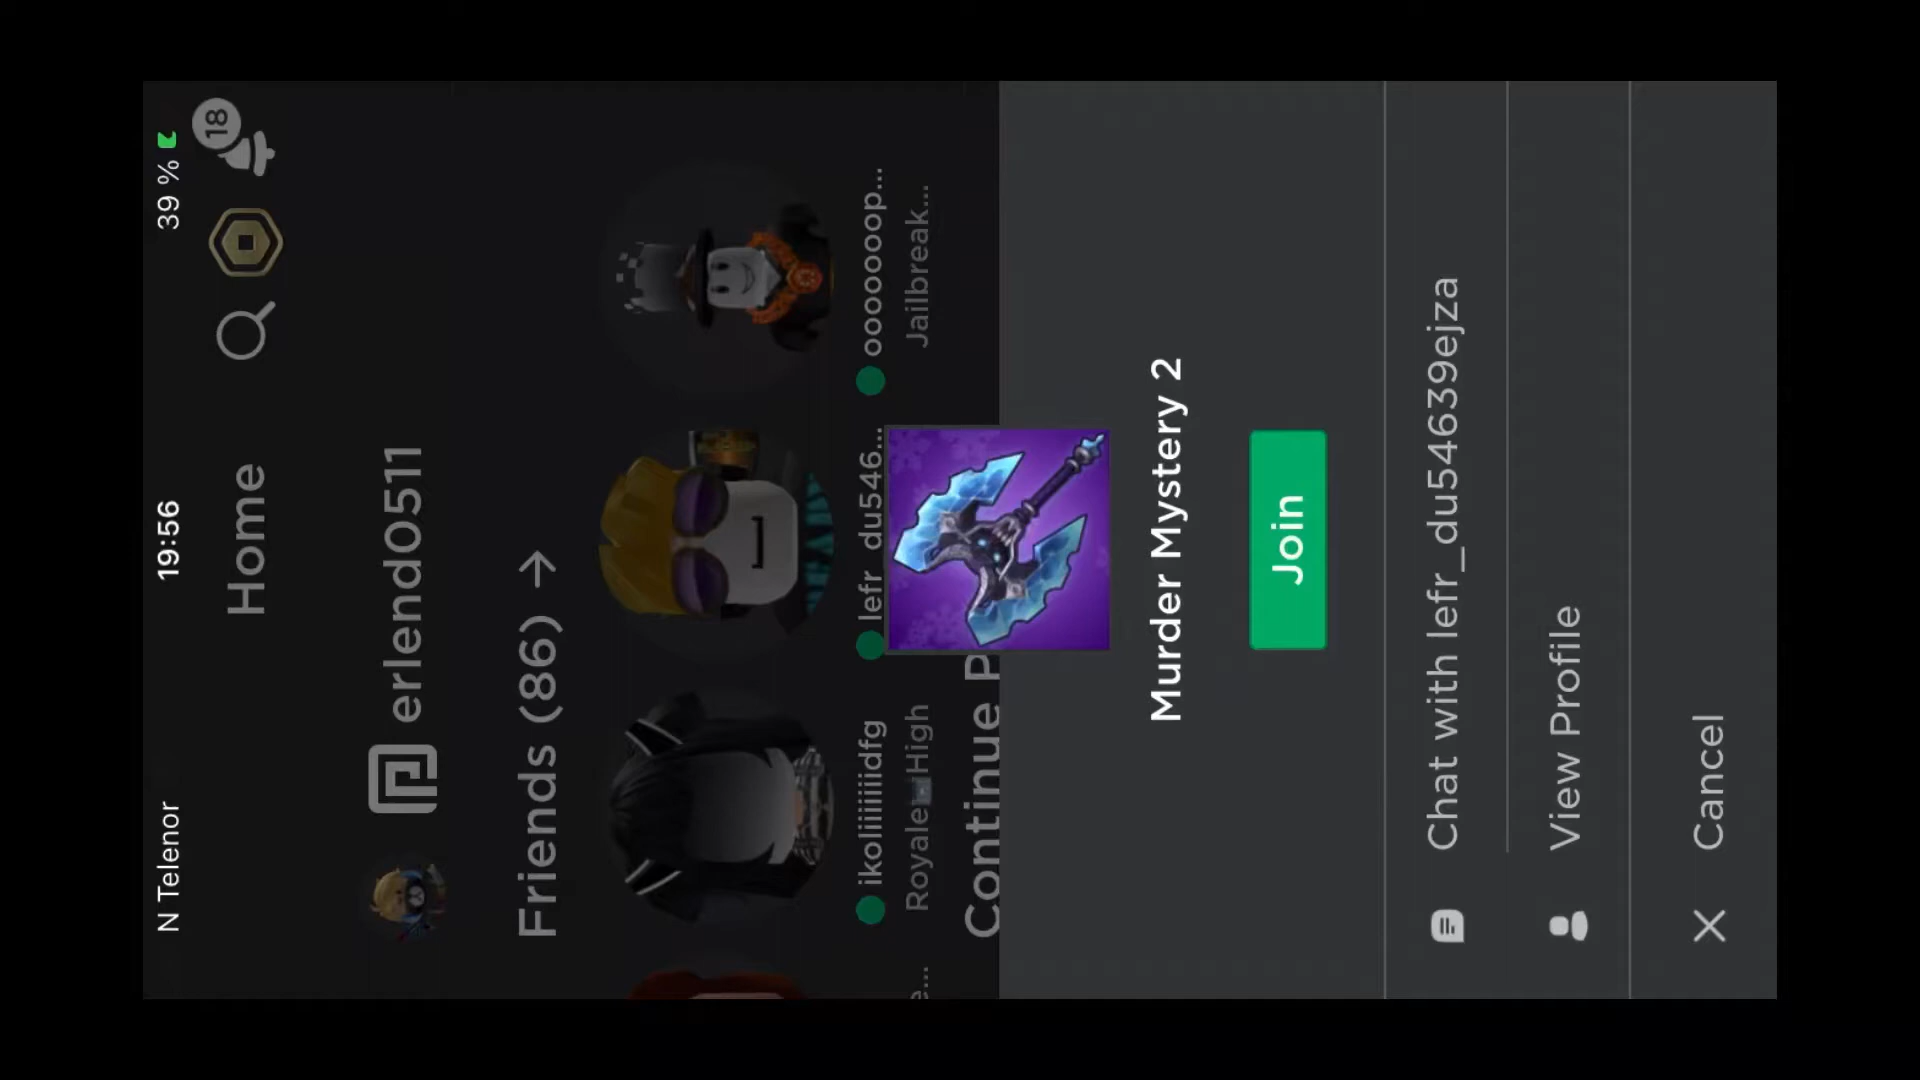 N Telenor 19:56 39 %
Home
18
erlend0511
Friends (86) →
ikoliiiiiiidfg
lefr_du546...
ooooooop...
e...
Royale High
Jailbreak...
Continue P
Murder Mystery 2
Join
Chat with lefr_du54639ejza
View Profile
Cancel